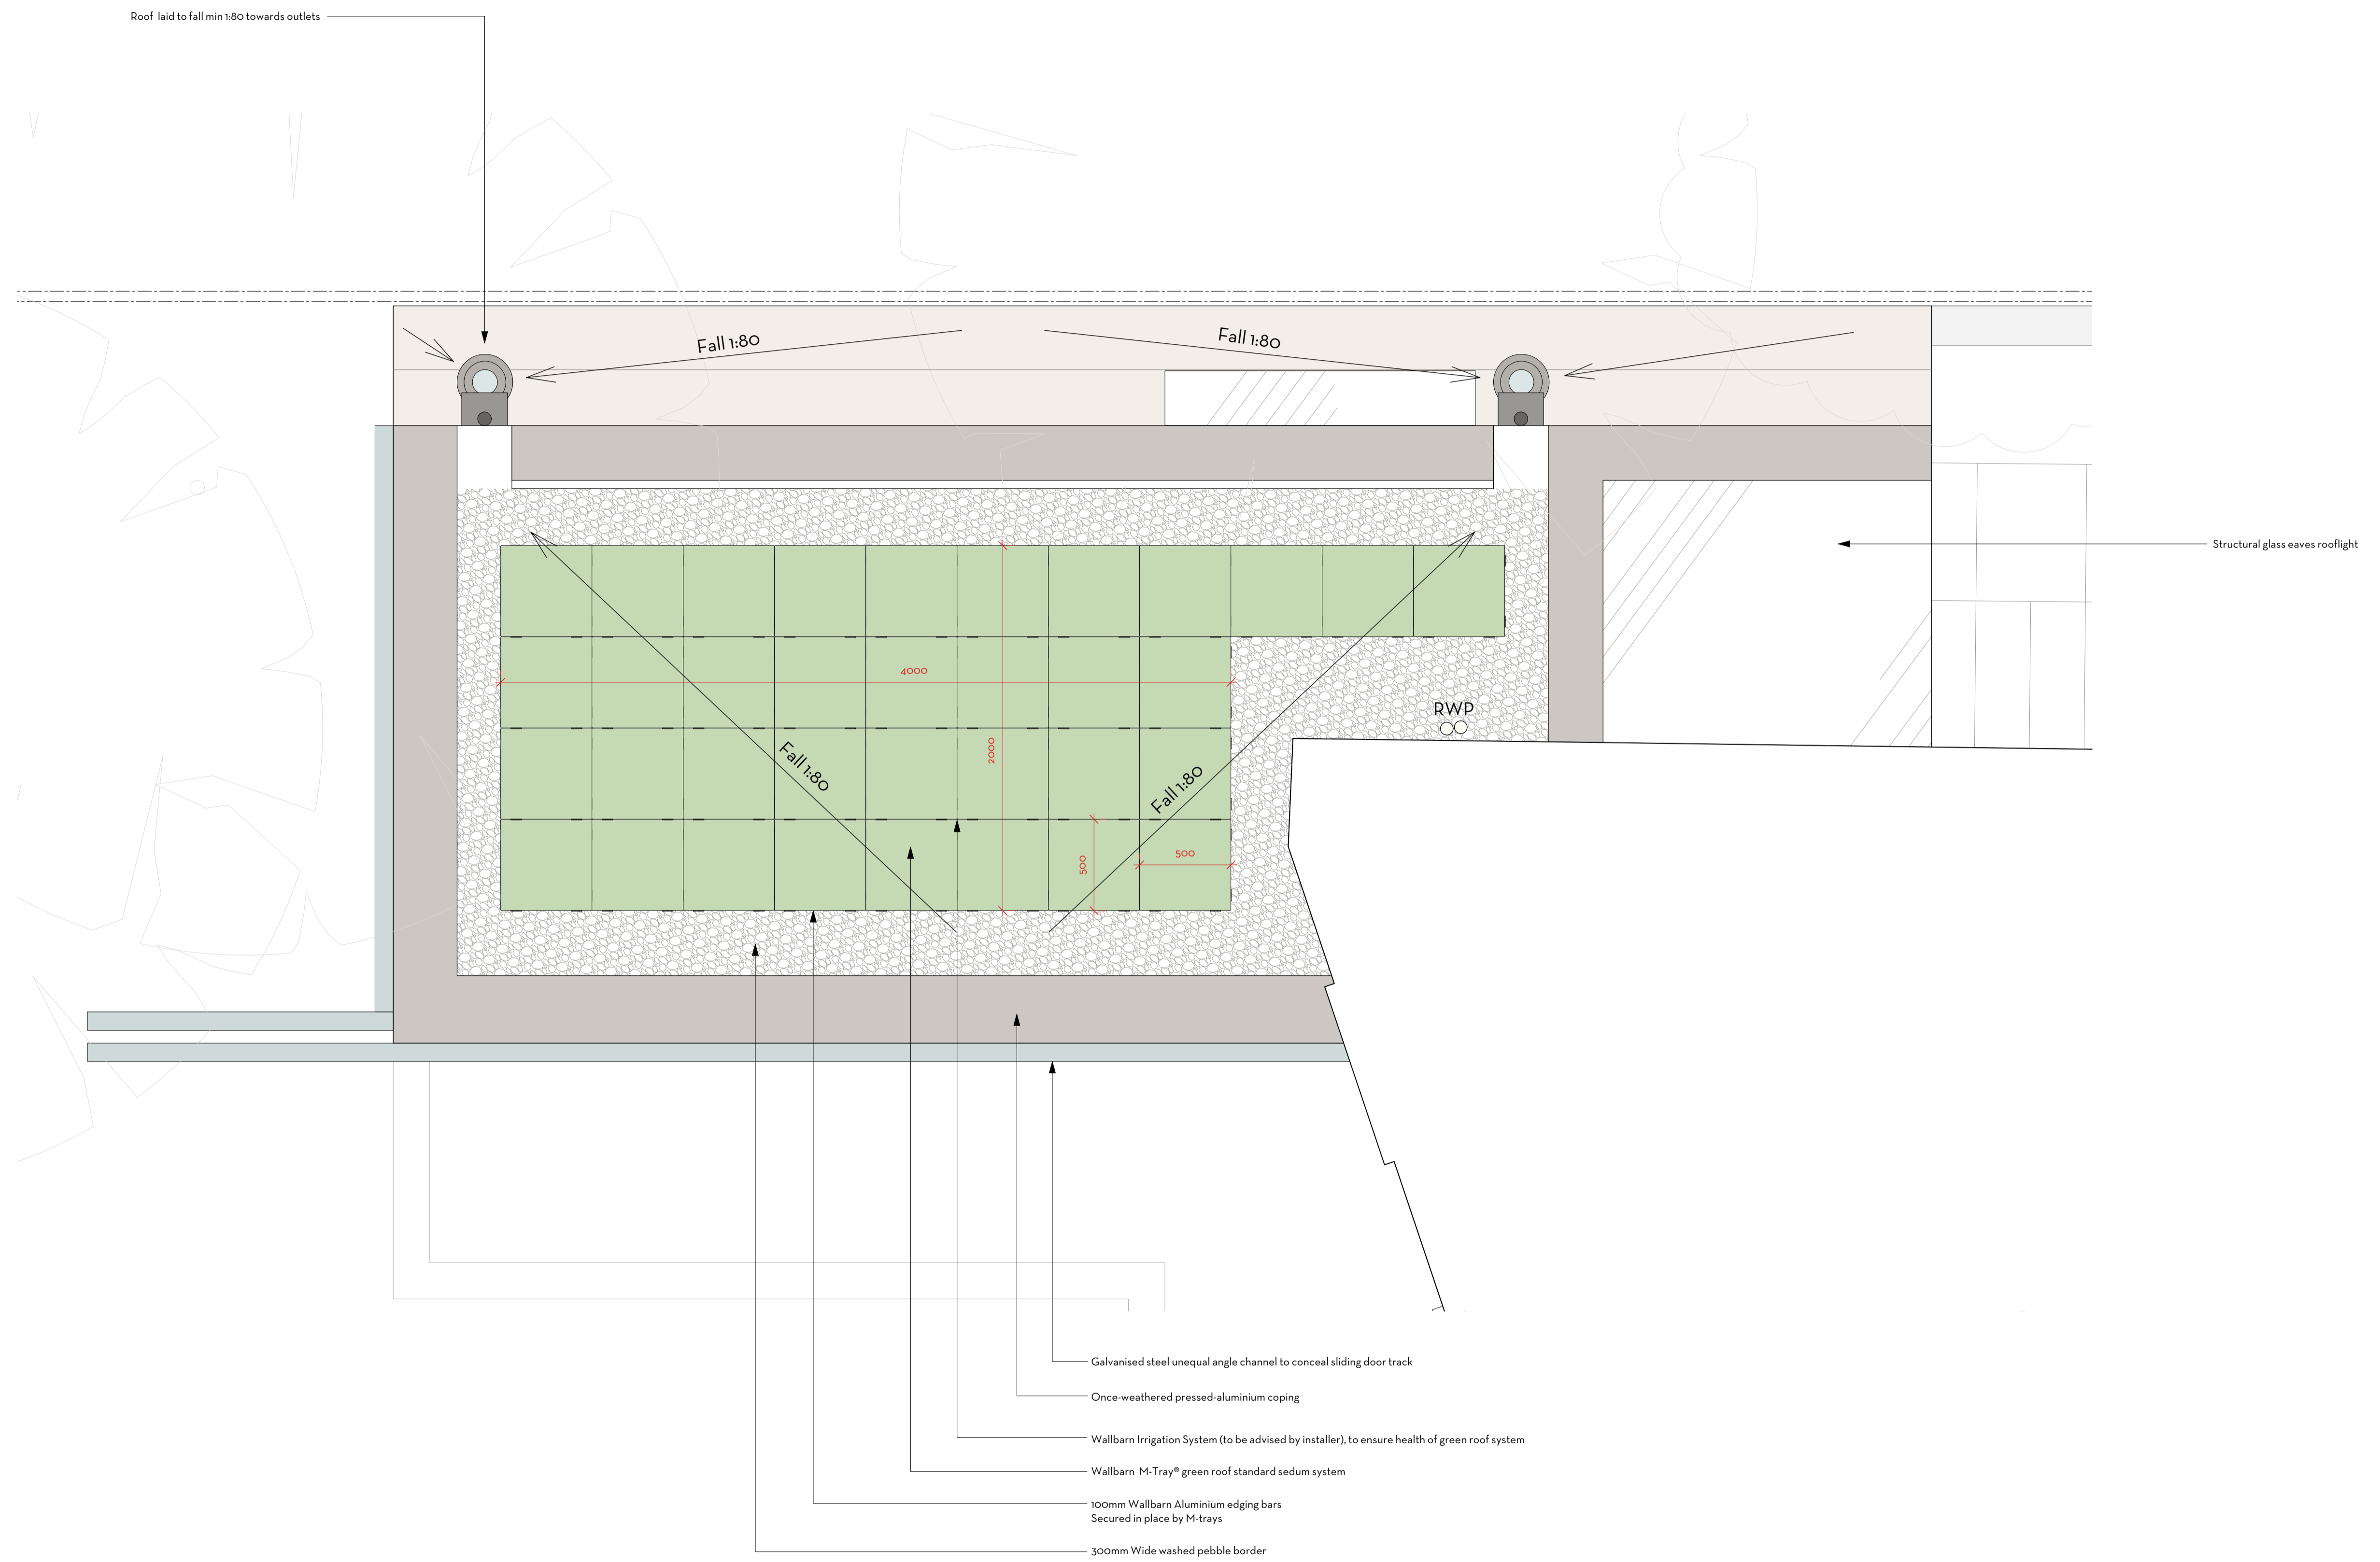 Roof laid to fall min 1:80 towards outlets
Fall 1:80
Fall 1:80
Structural glass eaves rooflight
4000
RWP
2000
Fall 1:80
Fall 1:80
500
500
Galvanised steel unequal angle channel to conceal sliding door track
Once-weathered pressed-aluminium coping
Wallbarn Irrigation System (to be advised by installer), to ensure health of green roof system
Wallbarn M-Tray® green roof standard sedum system
100mm Wallbarn Aluminium edging bars
Secured in place by M-trays
300mm Wide washed pebble border